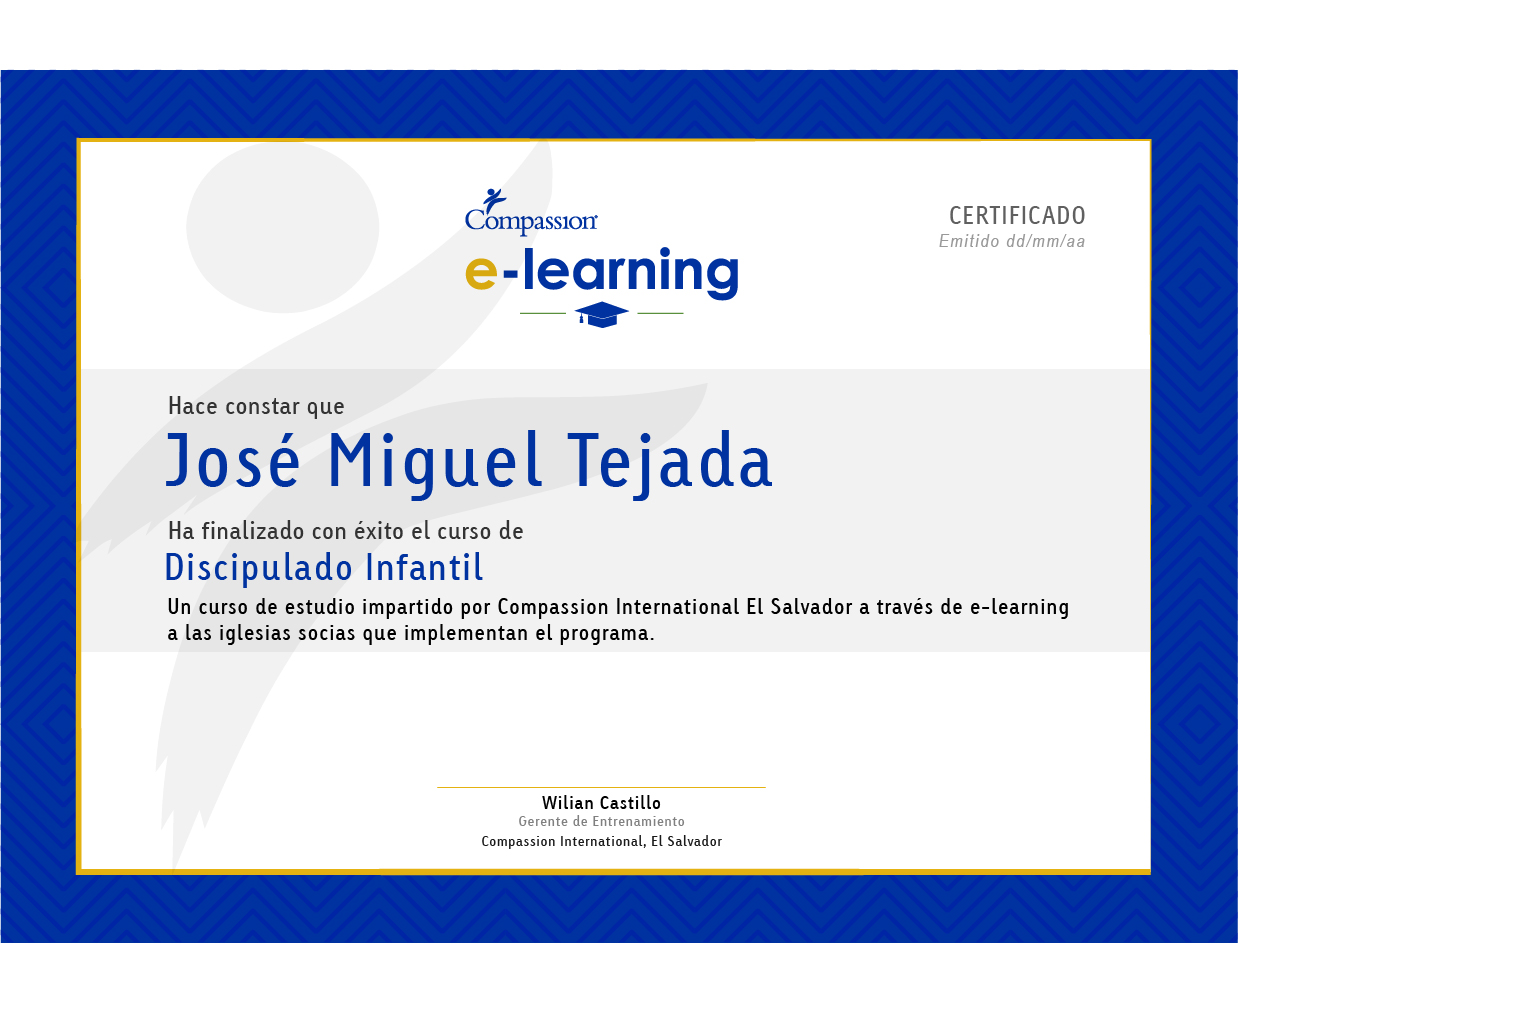 Compassion
e-learning
CERTIFICADO
Emitido dd/mm/aa
Hace constar que
José Miguel Tejada
Ha finalizado con éxito el curso de
Discipulado Infantil
Un curso de estudio impartido por Compassion International El Salvador a través de e-learning
a las iglesias socias que implementan el programa.
Wilian Castillo
Gerente de Entrenamiento
Compassion International, El Salvador